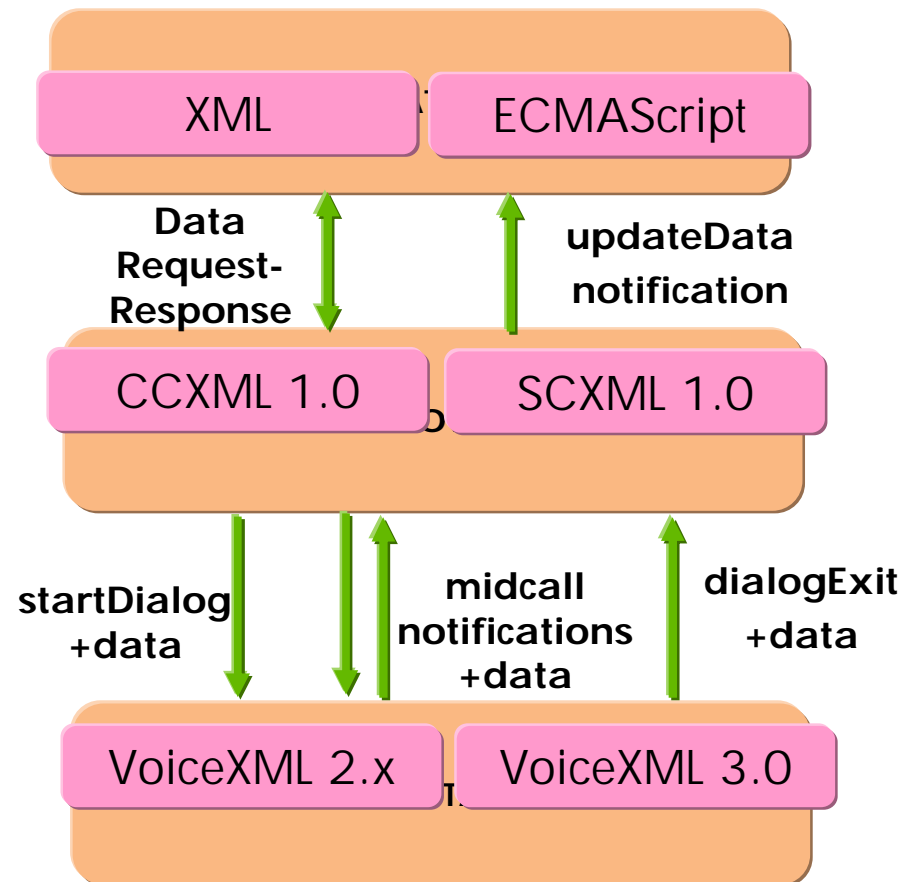 XML
ECMAScript
Data
Request-
Response
updateData
notification
CCXML 1.0
SCXML 1.0
startDialog
+data
midcall
notifications
+data
dialogExit
+data
VoiceXML 2.x
VoiceXML 3.0